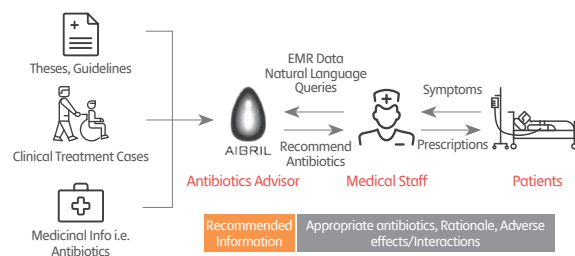 Theses, Guidelines
Clinical Treatment Cases
Medicinal Info i.e.
Antibiotics
EMR Data
Natural Language
Queries
AIBRIL
Recommend
Antibiotics
Antibiotics Advisor
Medical Staff
Symptoms
Prescriptions
Patients
Recommended
Information
Appropriate antibiotics, Rationale, Adverse
effects/Interactions